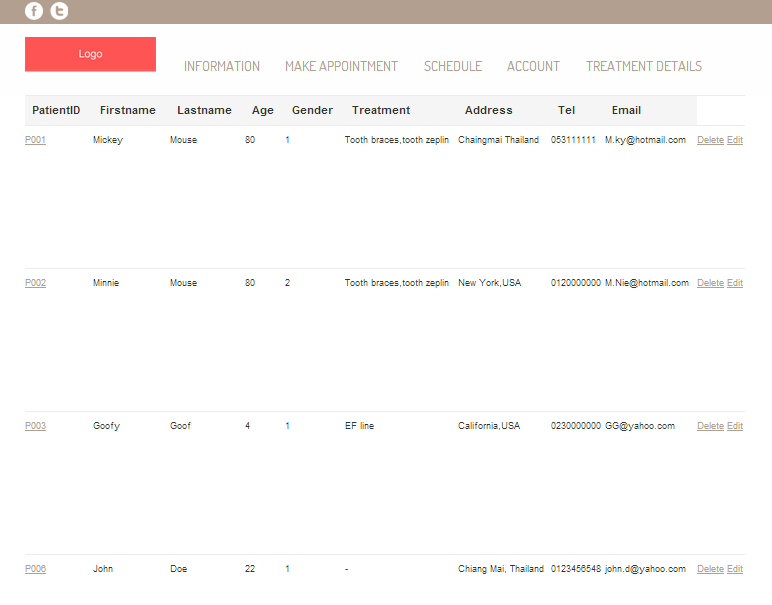 Logo
INFORMATION MAKE APPOINTMENT SCHEDULE ACCOUNT TREATMENT DETAILS
PatientID Firstname Lastname Age Gender Treatment Address Tel Email
P001 Mickey Mouse 80 1 Tooth braces,tooth zeplin Chaingmai Thailand 053111111 M.ky@hotmail.com Delete Edit
P002 Minnie Mouse 80 2 Tooth braces,tooth zeplin New York,USA 0120000000 M.Nie@hotmail.com Delete Edit
P003 Goofy Goof 4 1 EF line California,USA 0230000000 GG@yahoo.com Delete Edit
P006 John Doe 22 1 - Chiang Mai, Thailand 0123456548 john.d@yahoo.com Delete Edit